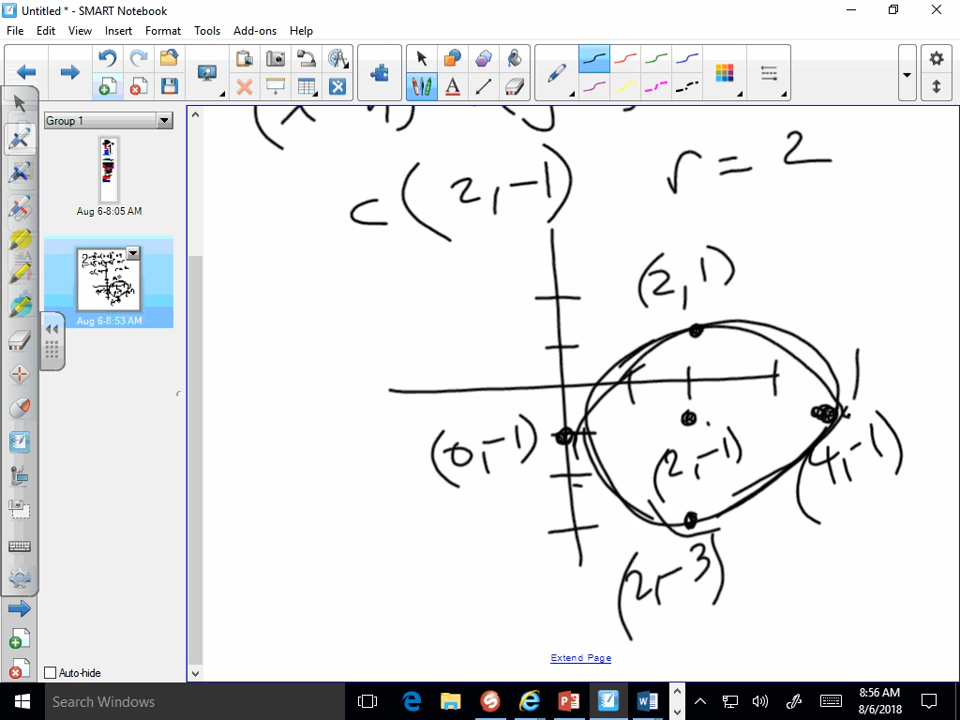 Untitled * - SMART Notebook
File Edit View Insert Format Tools Add-ons Help
Group 1
Aug 6-8:05 AM
Aug 6-8:53 AM
c (2, -1) r = 2
(2, 1)
(0, -1)
(2, -1)
(4, -1)
(2, -3)
Extend Page
Auto-hide
Search Windows
8:56 AM
8/6/2018